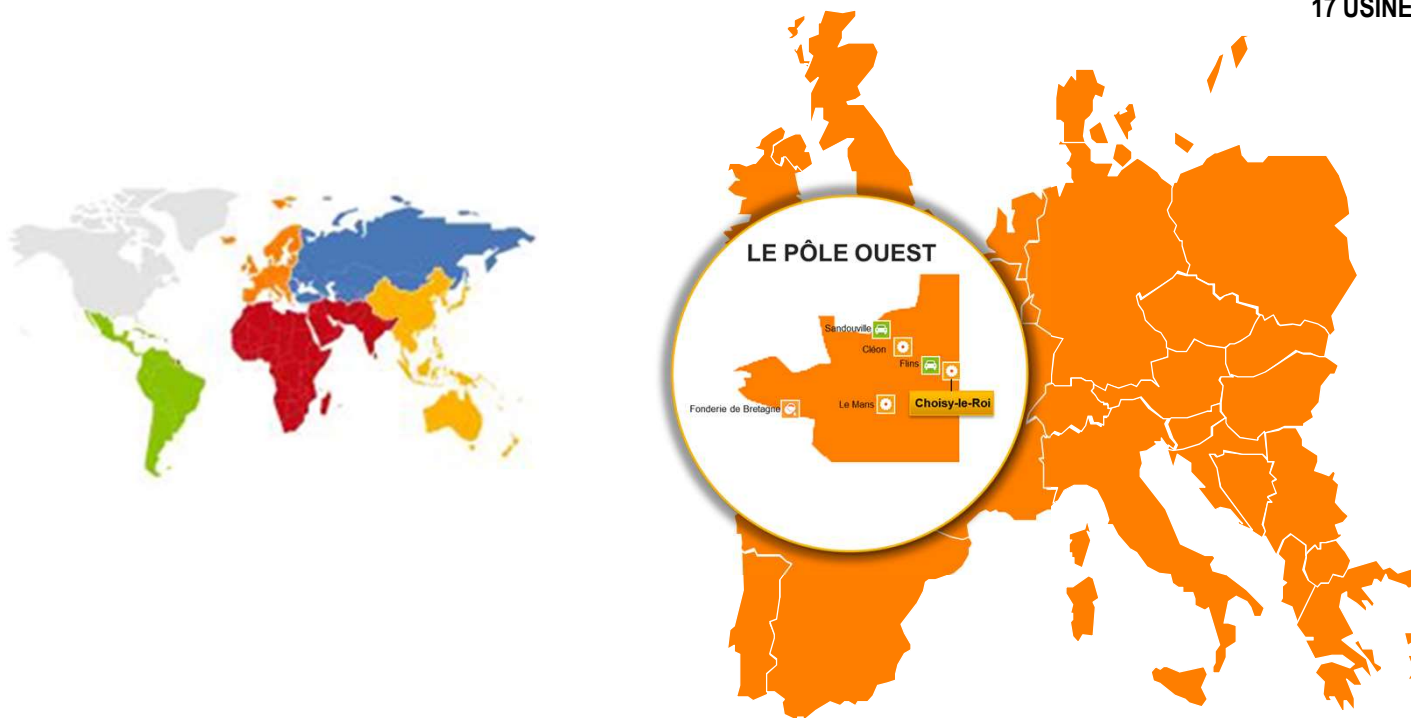 17 USINE
LE PÔLE OUEST
Sandouville
Cléon
Flins
Choisy-le-Roi
Le Mans
Fonderie de Bretagne